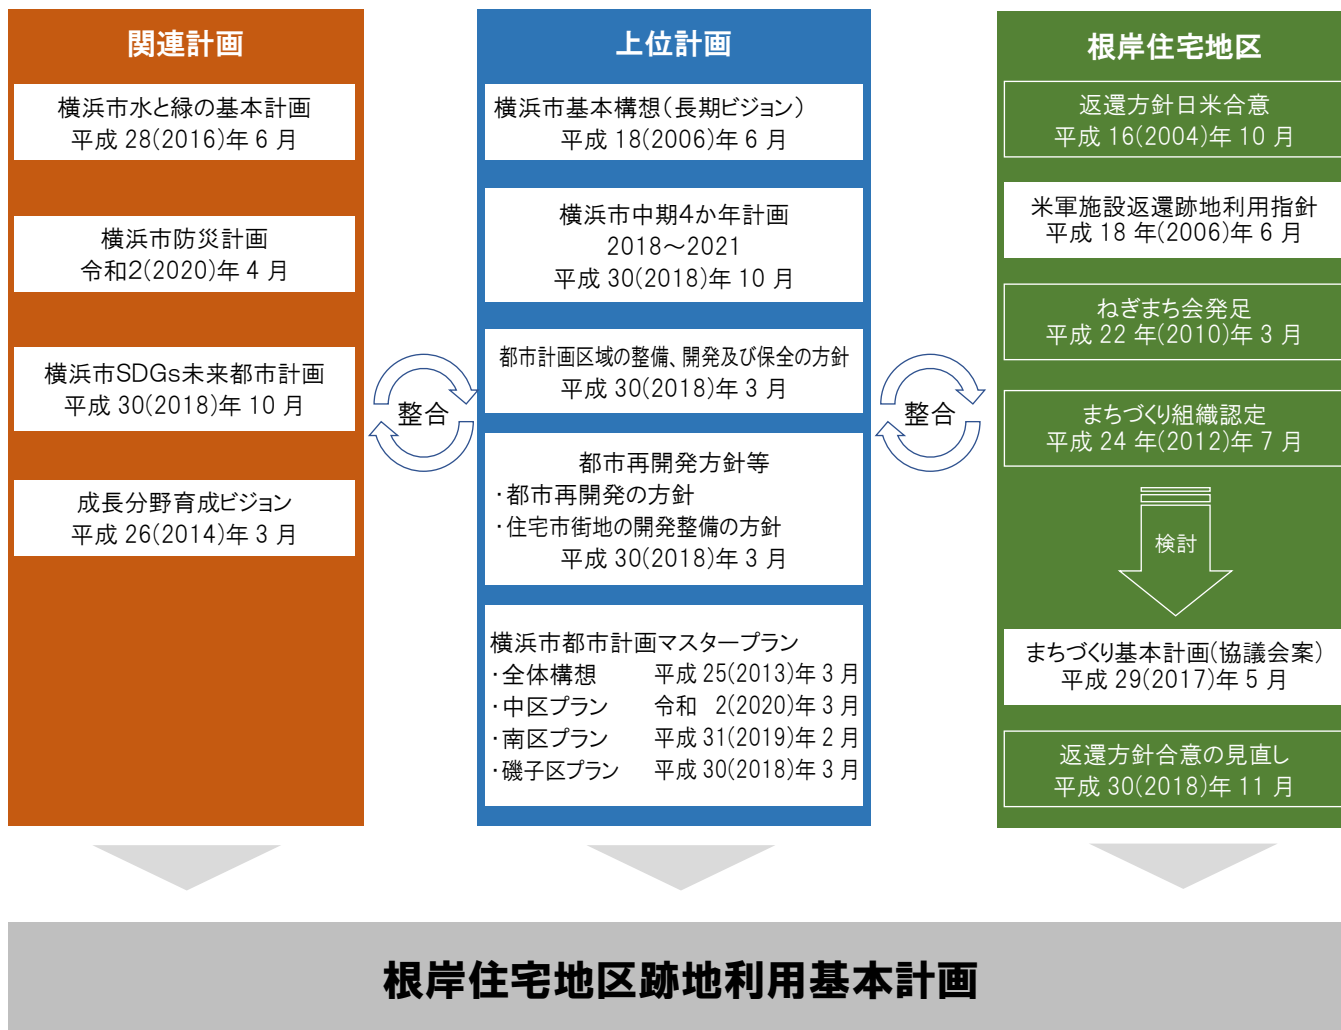 関連計画
横浜市水と緑の基本計画
平成 28(2016)年 6 月
横浜市防災計画
令和2(2020)年 4 月
横浜市SDGs未来都市計画
平成 30(2018)年 10 月
成長分野育成ビジョン
平成 26(2014)年 3 月
整合
上位計画
横浜市基本構想(長期ビジョン)
平成 18(2006)年 6 月
横浜市中期4か年計画
2018～2021
平成 30(2018)年 10 月
都市計画区域の整備、開発及び保全の方針
平成 30(2018)年 3 月
都市再開発方針等
・都市再開発の方針
・住宅市街地の開発整備の方針
平成 30(2018)年 3 月
横浜市都市計画マスタープラン
・全体構想 平成 25(2013)年 3 月
・中区プラン 令和 2(2020)年 3 月
・南区プラン 平成 31(2019)年 2 月
・磯子区プラン 平成 30(2018)年 3 月
整合
根岸住宅地区
返還方針日米合意
平成 16(2004)年 10 月
米軍施設返還跡地利用指針
平成 18 年(2006)年 6 月
ねぎまち会発足
平成 22 年(2010)年 3 月
まちづくり組織認定
平成 24 年(2012)年 7 月
検討
まちづくり基本計画(協議会案)
平成 29(2017)年 5 月
返還方針合意の見直し
平成 30(2018)年 11 月
根岸住宅地区跡地利用基本計画